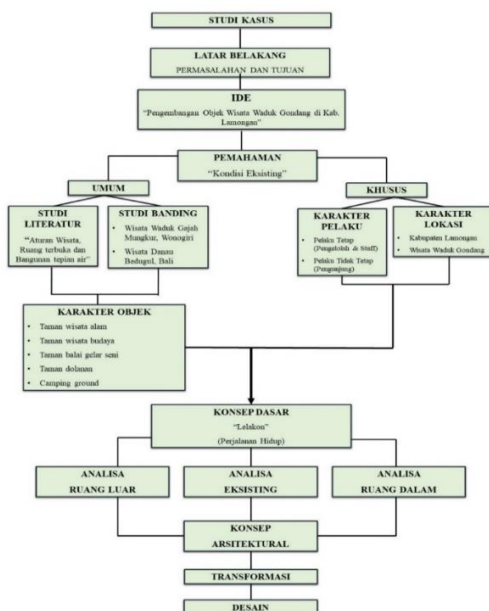 STUDI KASUS
LATAR BELAKANG
PERMASALAHAN DAN TUJUAN
IDE
"Pengembangan Objek Wisata Waduk Gondang di Kab.
Lamongan"
PEMAHAMAN
"Kondisi Eksisting"
UMUM
KHUSUS
STUDI
LITERATUR
"Aturan Wisata,
Ruang terbuka dan
Bangunan tepian air"
STUDI BANDING
• Wisata Waduk Gajah
Mungkur, Wonogiri
• Wisata Danau
Bedugul, Bali
KARAKTER
PELAKU
• Pelaku Tetap
(Pengelolah & Staff)
• Pelaku Tidak Tetap
(Pengunjung)
KARAKTER
LOKASI
• Kabupaten Lamongan
• Wisata Waduk Gondang
KARAKTER OBJEK
• Taman wisata alam
• Taman wisata budaya
• Taman balai gelar seni
• Taman dolanan
• Camping ground
KONSEP DASAR
"Lelakon"
(Perjalanan Hidup)
ANALISA
RUANG LUAR
ANALISA
EKSISTING
ANALISA
RUANG DALAM
KONSEP
ARSITEKTURAL
TRANSFORMASI
DESAIN